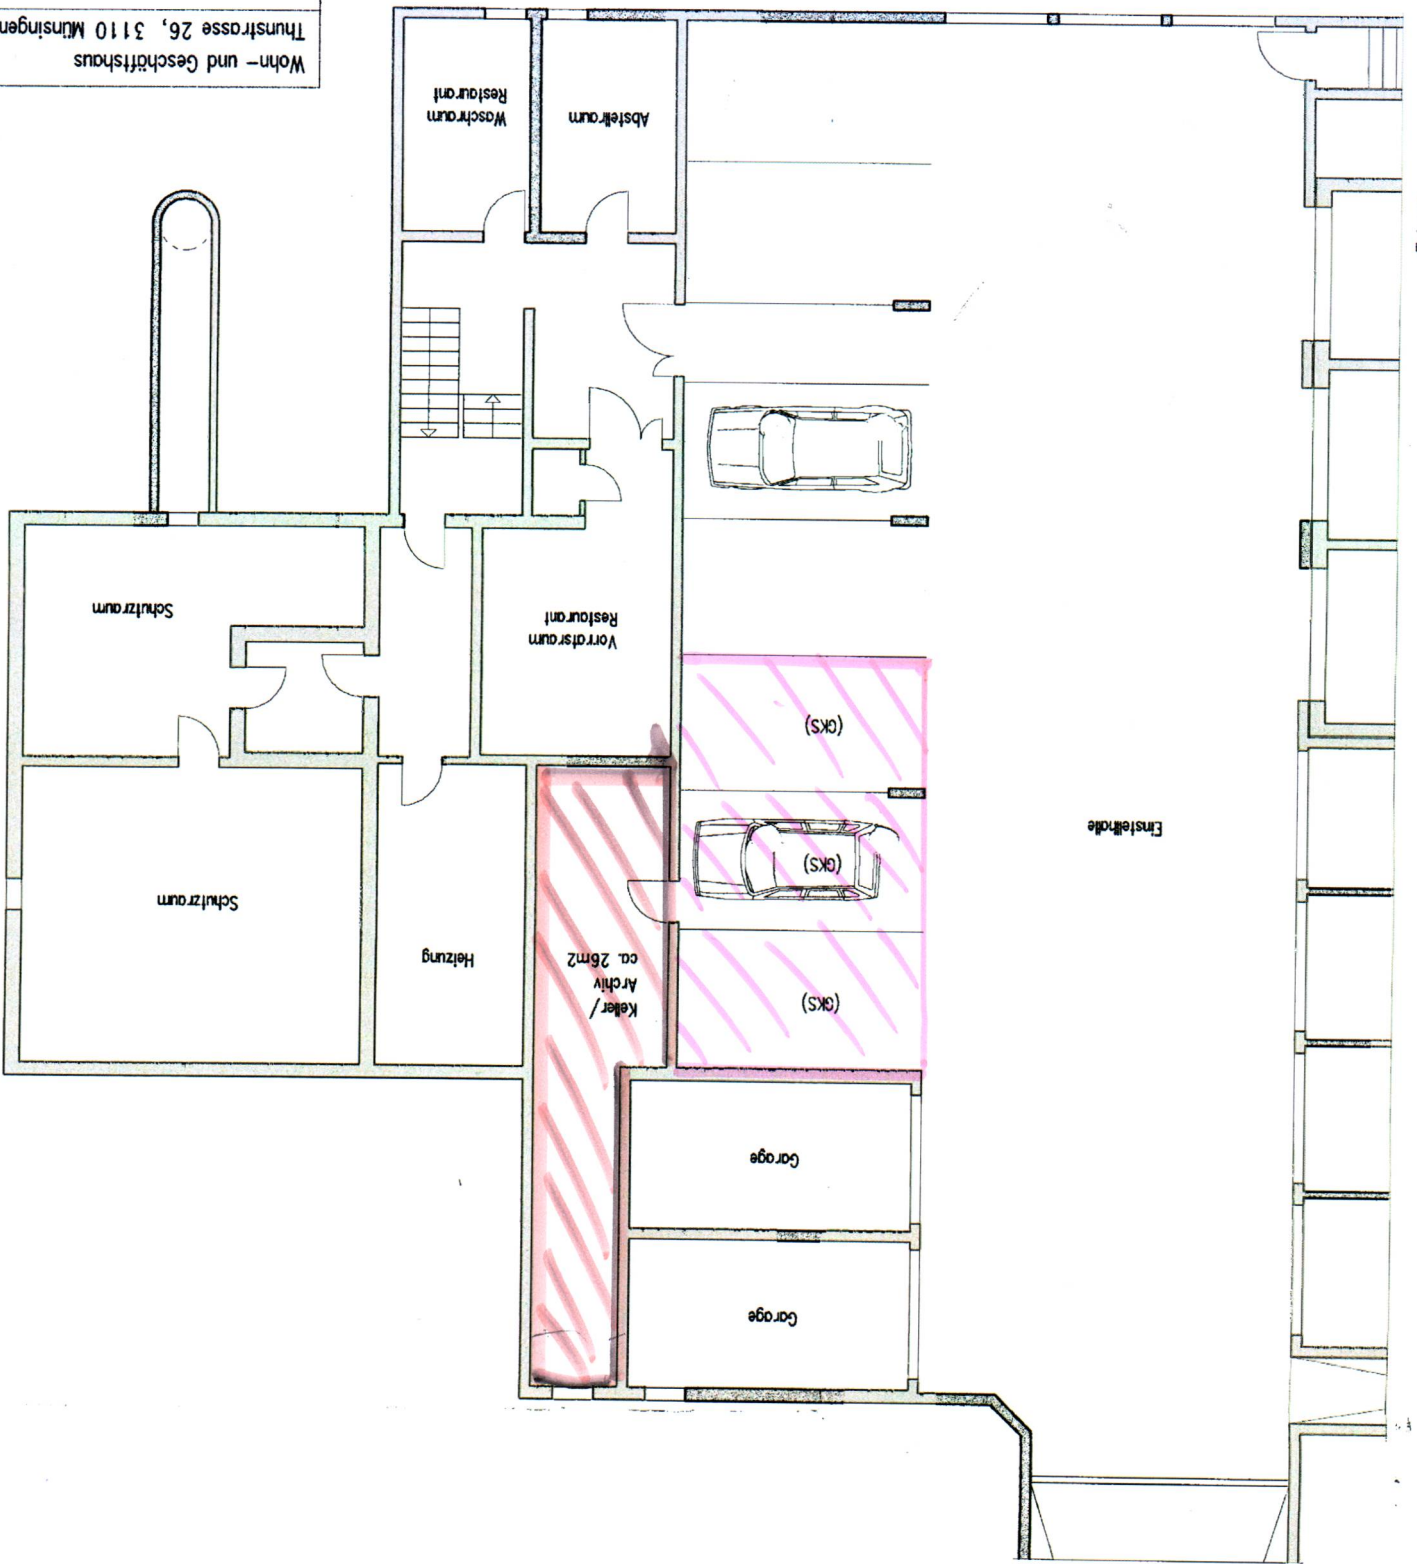 Garage
Garage
(GKS)
Keller/
Archiv
ca. 26m2
Heizung
Schutzraum
(GKS)
Einstellhalle
(GKS)
Vorratsraum
Restaurant
Schutzraum
Abstellraum
Waschraum
Restaurant
Wohn- und Geschäftshaus
Thunstrasse 26, 3110 Münsingen